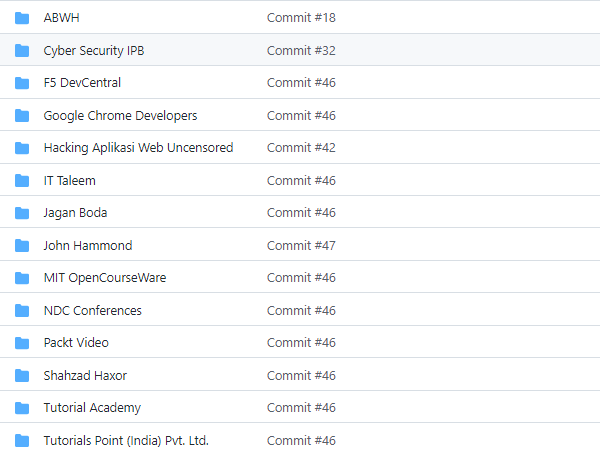 ABWH Commit #18
Cyber Security IPB Commit #32
F5 DevCentral Commit #46
Google Chrome Developers Commit #46
Hacking Aplikasi Web Uncensored Commit #42
IT Taleem Commit #46
Jagan Boda Commit #46
John Hammond Commit #47
MIT OpenCourseWare Commit #46
NDC Conferences Commit #46
Packt Video Commit #46
Shahzad Haxor Commit #46
Tutorial Academy Commit #46
Tutorials Point (India) Pvt. Ltd. Commit #46